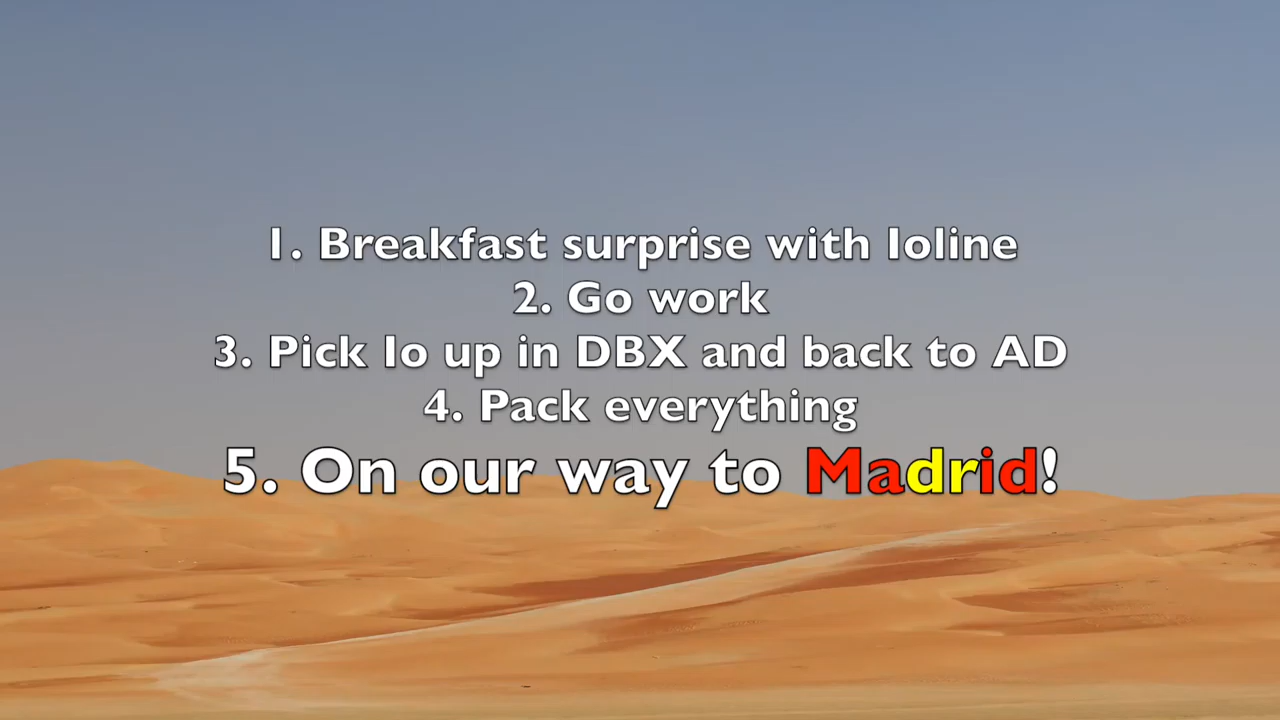 1. Breakfast surprise with Ioline
2. Go work
3. Pick Io up in DBX and back to AD
4. Pack everything
5. On our way to Madrid!